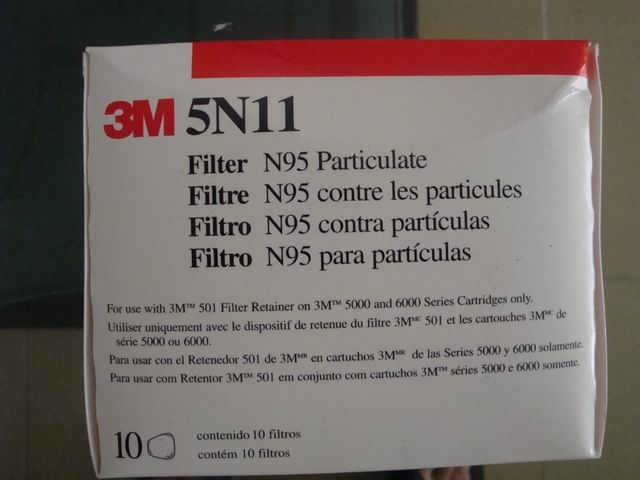 3M 5N11
Filter N95 Particulate
Filtre N95 contre les particules
Filtro N95 contra partículas
Filtro N95 para partículas
For use with 3M™ 501 Filter Retainer on 3M™ 5000 and 6000 Series Cartridges only.
Utiliser uniquement avec le dispositif de retenue du filtre 3Mᴹᶜ 501 et les cartouches 3Mᴹᶜ de
série 5000 ou 6000.
Para usar con el Retenedor 501 de 3Mᴹᴿ en cartuchos 3Mᴹᴿ de las Series 5000 y 6000 solamente.
Para usar com Retentor 3M™ 501 em conjunto com cartuchos 3M™ séries 5000 e 6000 somente.
10 contenido 10 filtros
contém 10 filtros